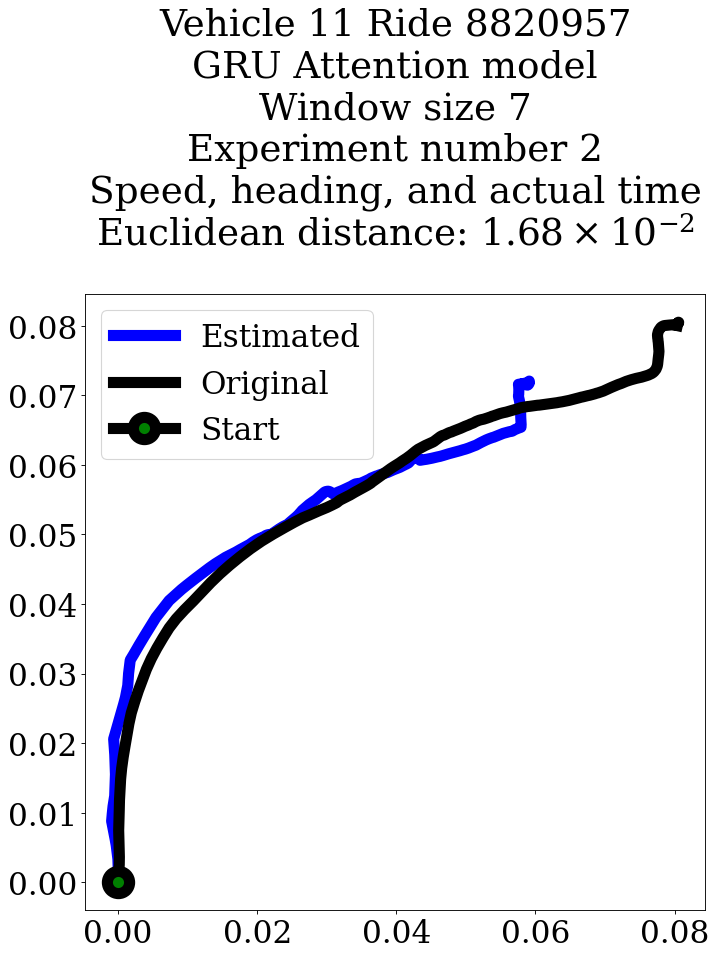 Vehicle 11 Ride 8820957
GRU Attention model
Window size 7
Experiment number 2
Speed, heading, and actual time
Euclidean distance: 1.68 × 10⁻²
Estimated
Original
Start
0.08
0.07
0.06
0.05
0.04
0.03
0.02
0.01
0.00
0.00 0.02 0.04 0.06 0.08